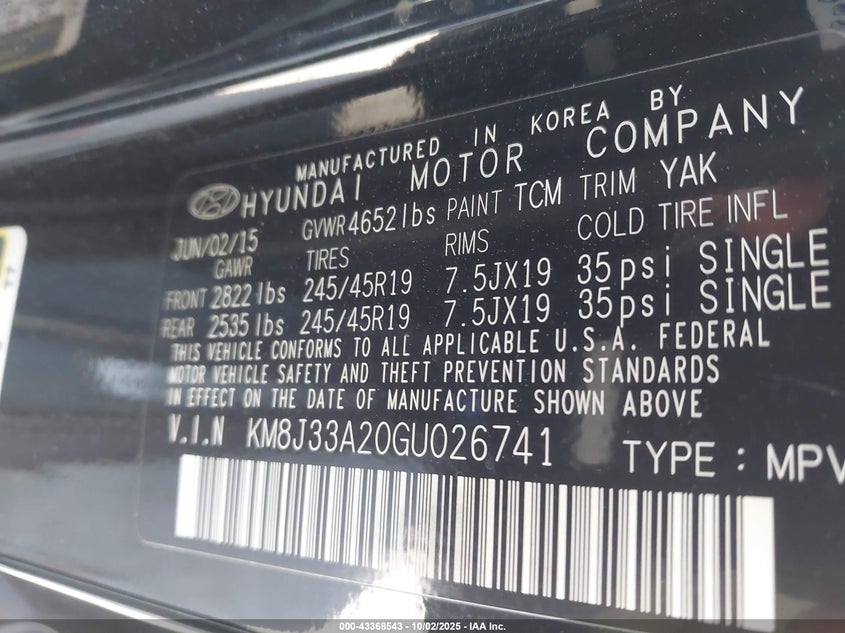 MANUFACTURED IN KOREA BY
HYUNDAI MOTOR COMPANY
JUN/02/15 GVWR 4652 lbs PAINT TCM TRIM YAK
GAWR TIRES RIMS COLD TIRE INFL
FRONT 2822 lbs 245/45R19 7.5JX19 35psi SINGLE
REAR 2535 lbs 245/45R19 7.5JX19 35psi SINGLE
THIS VEHICLE CONFORMS TO ALL APPLICABLE U.S.A. FEDERAL
MOTOR VEHICLE SAFETY AND THEFT PREVENTION STANDARDS
IN EFFECT ON THE DATE OF MANUFACTURE SHOWN ABOVE
V.I.N KM8J33A20GU026741 TYPE : MPV
000-43368543 - 10/02/2025 - IAA Inc.